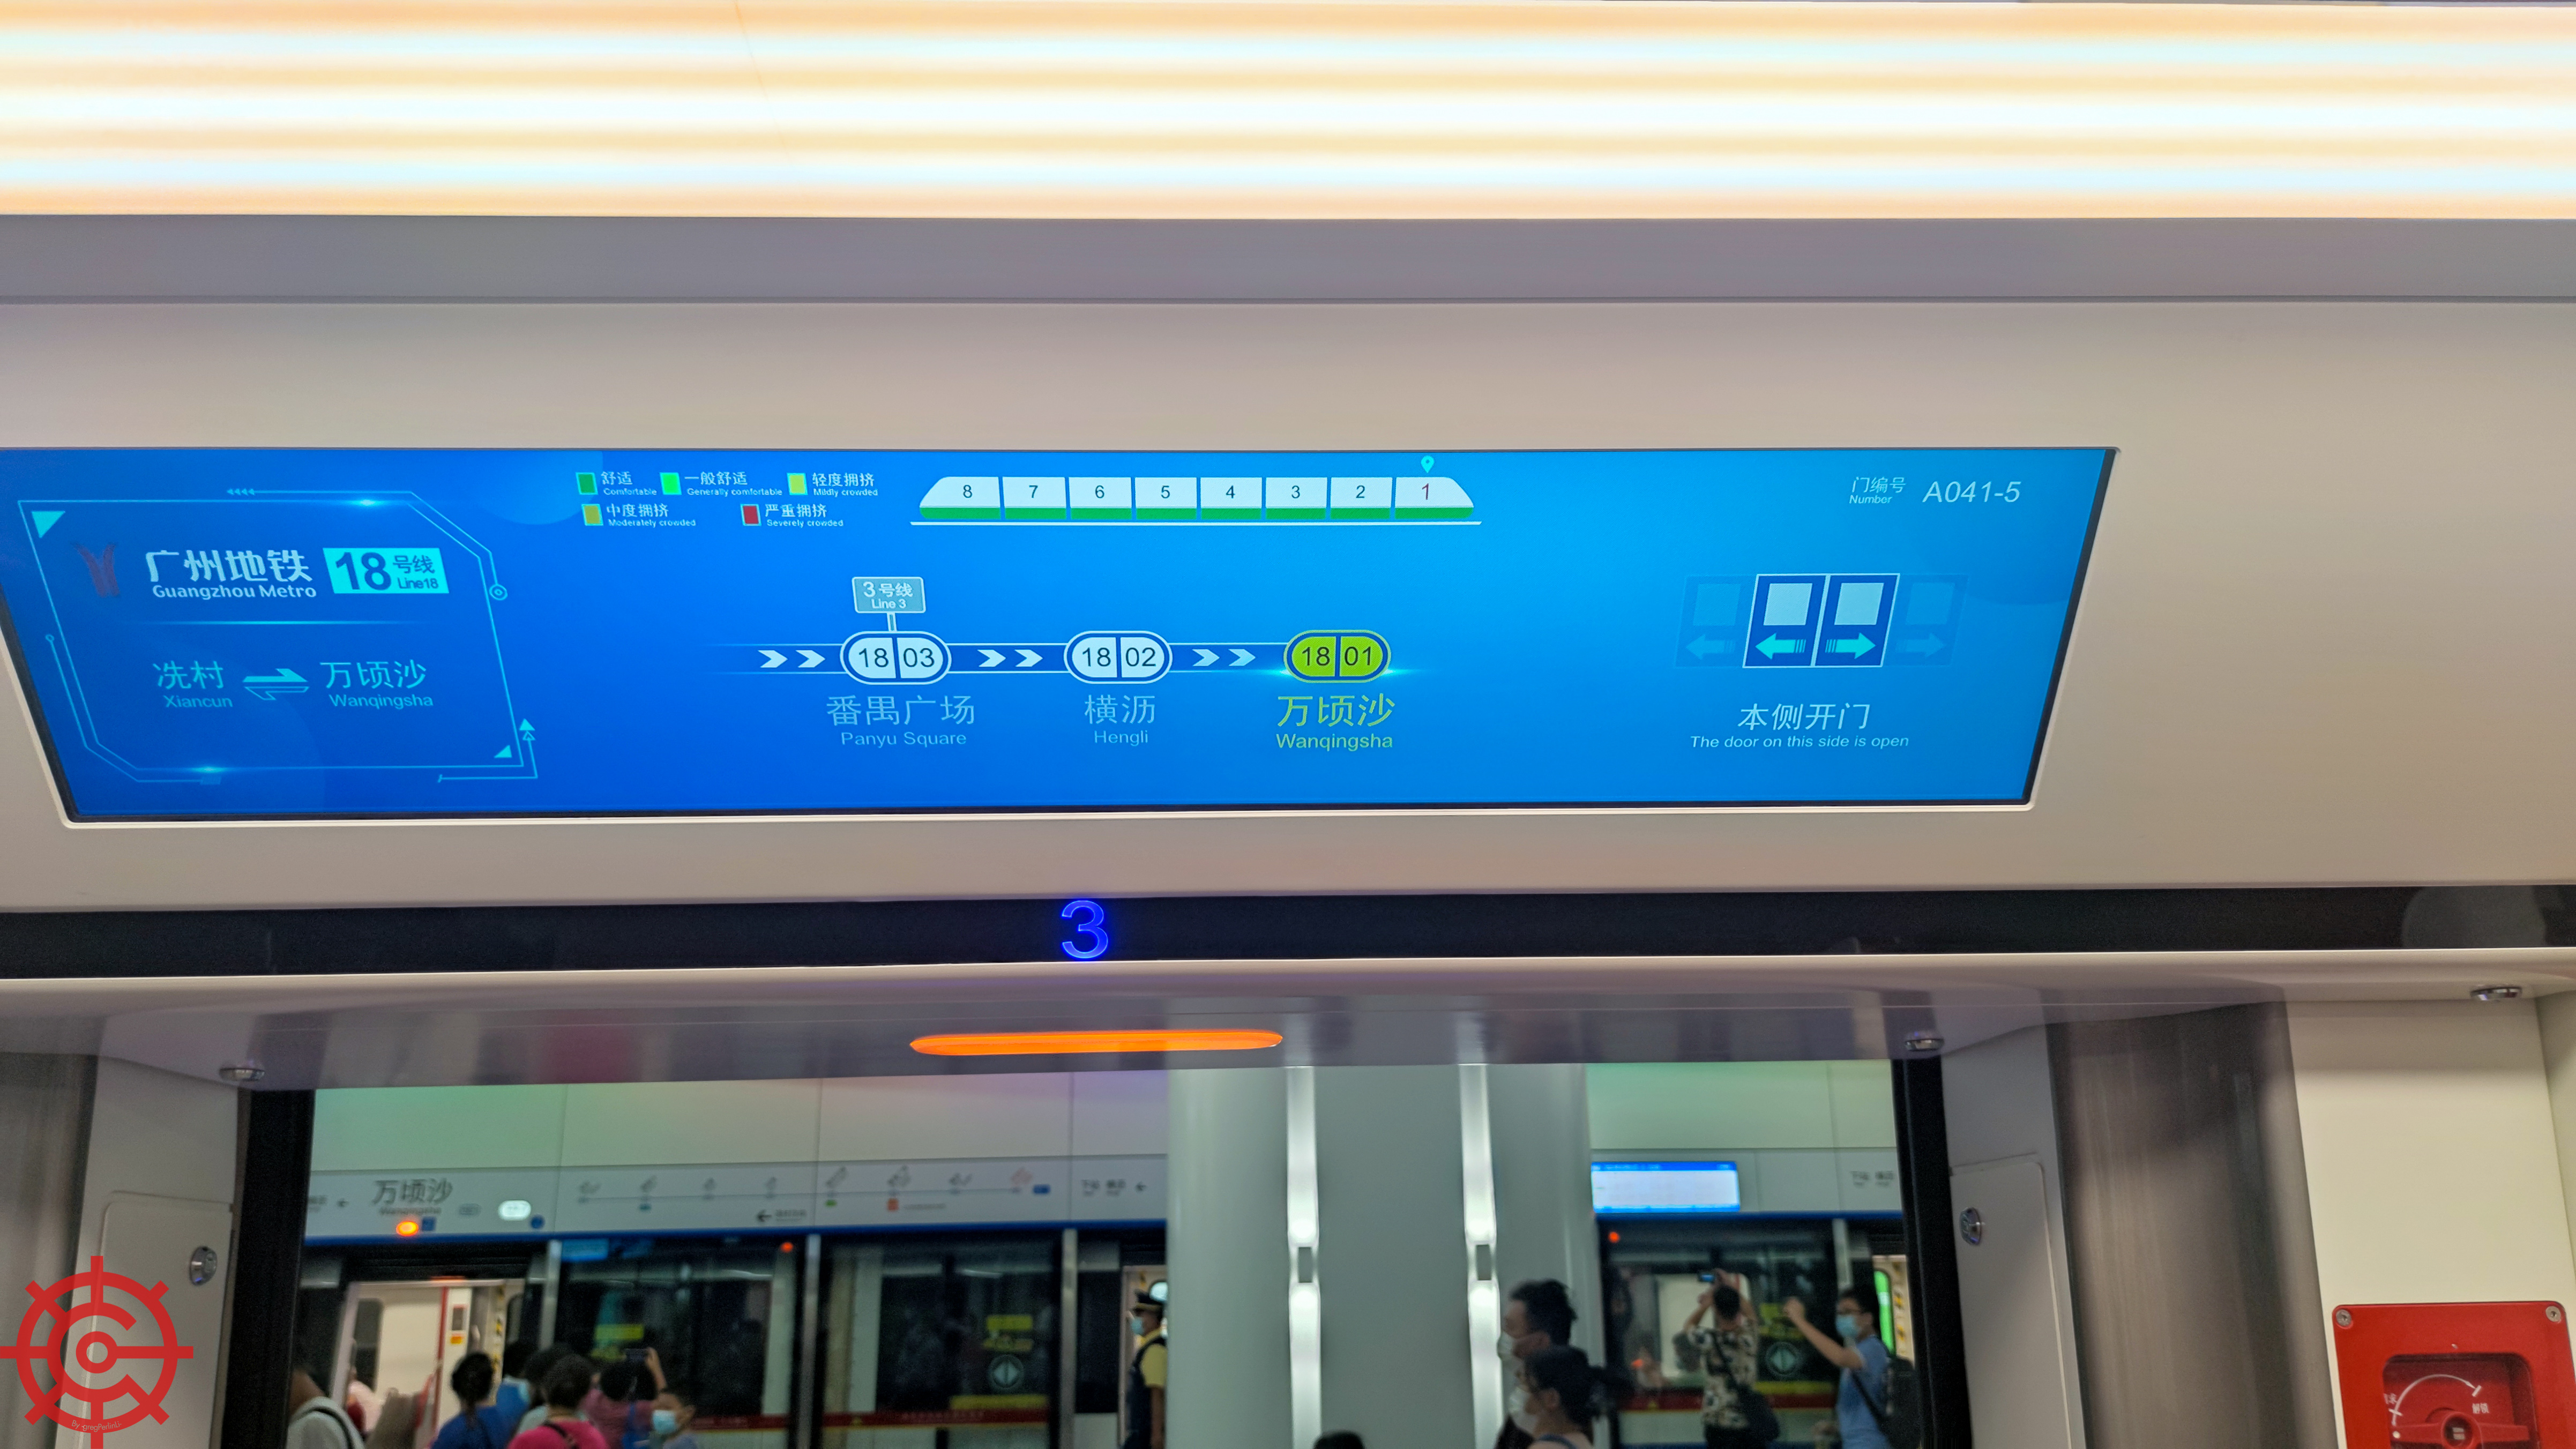 舒适 一般舒适 轻度拥挤
Comfortable Generally comfortable Mildly crowded
中度拥挤 严重拥挤
Moderately crowded Severely crowded
8 7 6 5 4 3 2 1
门编号
Number
A041-5
广州地铁
Guangzhou Metro
18号线
Line18
冼村 万顷沙
Xiancun Wanqingsha
3号线
Line 3
18 03 18 02 18 01
番禺广场 横沥 万顷沙
Panyu Square Hengli Wanqingsha
本侧开门
The door on this side is open
3
万顷沙
Wanqingsha